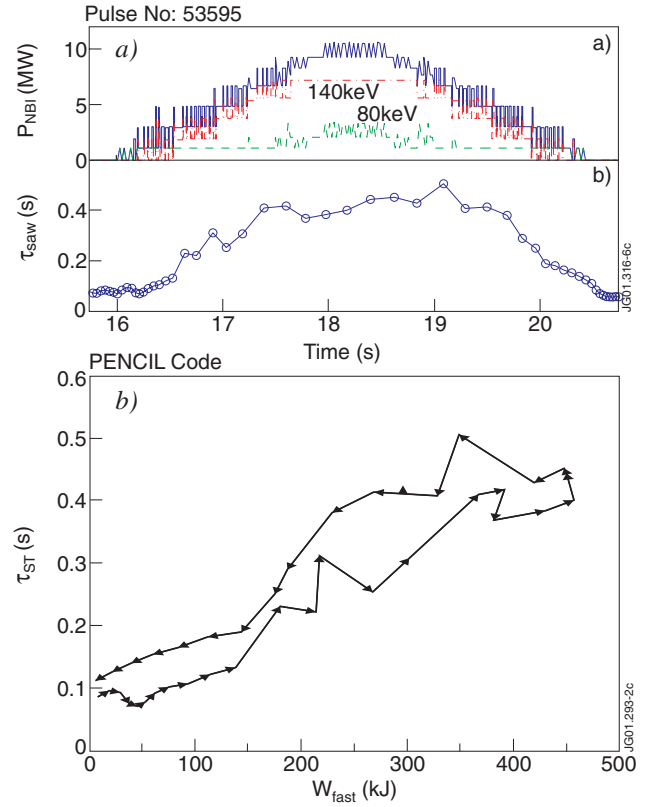 Pulse No: 53595
a)
a)
10
5
0
P_NBI (MW)
140keV
80keV
b)
0.4
0.2
0
τ_saw (s)
16
17
18
19
20
Time (s)
JG01.316-6c
PENCIL Code
b)
0.6
0.5
0.4
0.3
0.2
0.1
0
τ_ST (s)
0
100
200
300
400
500
W_fast (kJ)
JG01.293-2c